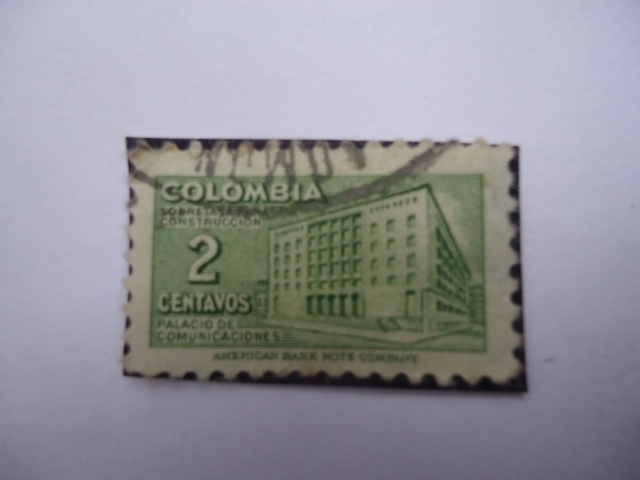 COLOMBIA
SOBRETASA PARA
CONSTRUCCION
2
CENTAVOS
PALACIO DE
COMUNICACIONES
AMERICAN BANK NOTE COMPANY